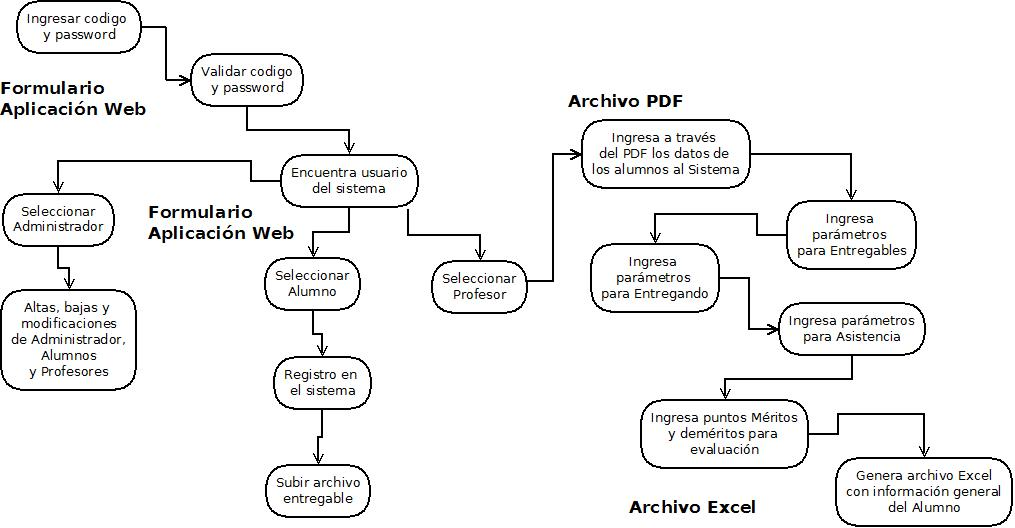 Ingresar codigo
y password
Validar codigo
y password
Formulario
Aplicación Web
Archivo PDF
Ingresa a través
del PDF los datos de
los alumnos al Sistema
Encuentra usuario
del sistema
Seleccionar
Administrador
Formulario
Aplicación Web
Ingresa
parámetros
para Entregables
Seleccionar
Alumno
Seleccionar
Profesor
Ingresa
parámetros
para Entregando
Altas, bajas y
modificaciones
de Administrador,
Alumnos
y Profesores
Ingresa parámetros
para Asistencia
Registro en
el sistema
Ingresa puntos Méritos
y deméritos para
evaluación
Subir archivo
entregable
Genera archivo Excel
con información general
del Alumno
Archivo Excel